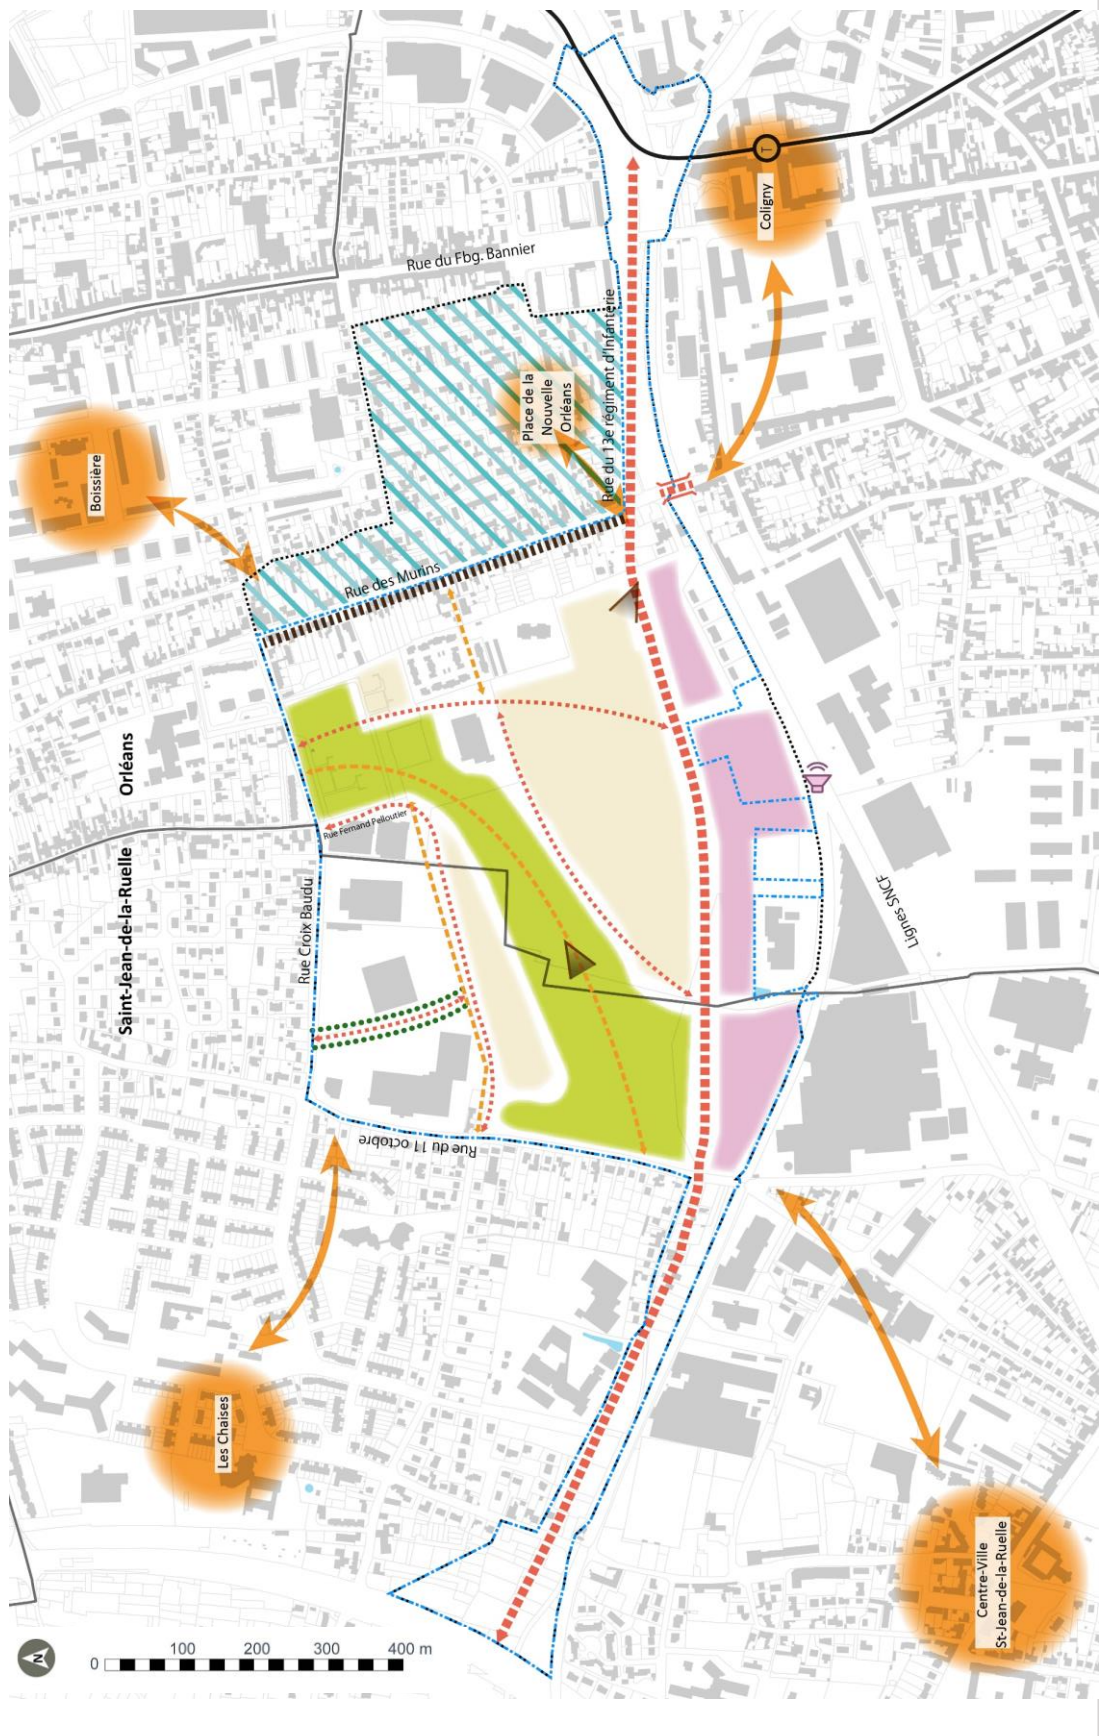 Rue du Fbg. Bannier
Coligny
T
Rue du 13e régiment d'Infanterie
Place de la
Nouvelle
Orléans
Boissière
Rue des Murins
Orléans
Saint-Jean-de-la-Ruelle
Rue Fernand Pelloutier
Rue Croix Baudu
Lignes SNCF
Rue du 11 octobre
Les Chaises
Centre-Ville
St-Jean-de-la-Ruelle
N
0
100
200
300
400 m